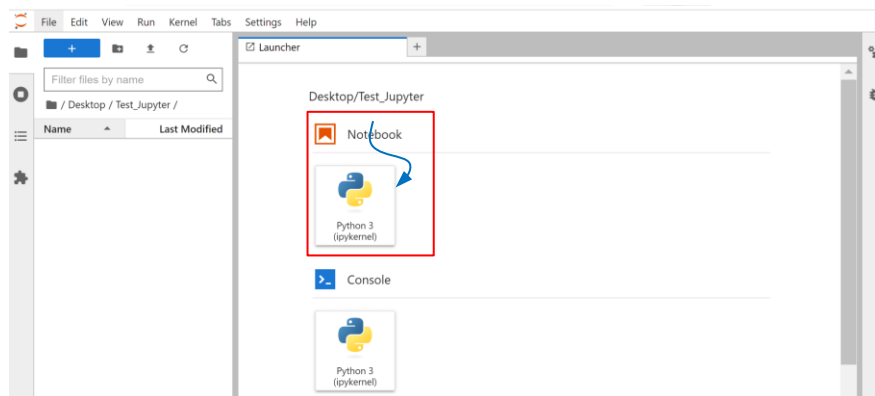 File Edit View Run Kernel Tabs Settings Help
+
Launcher
+
Filter files by name
/ Desktop / Test_Jupyter /
Name Last Modified
Desktop/Test_Jupyter
Notebook
Python 3
(ipykernel)
>_ Console
Python 3
(ipykernel)